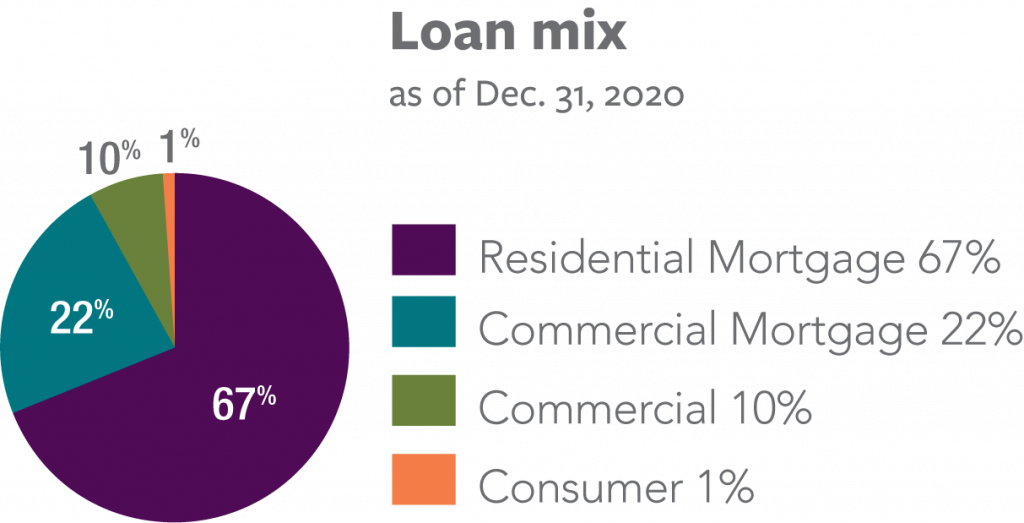 Loan mix
as of Dec. 31, 2020
10% 1%
22%
67%
Residential Mortgage 67%
Commercial Mortgage 22%
Commercial 10%
Consumer 1%